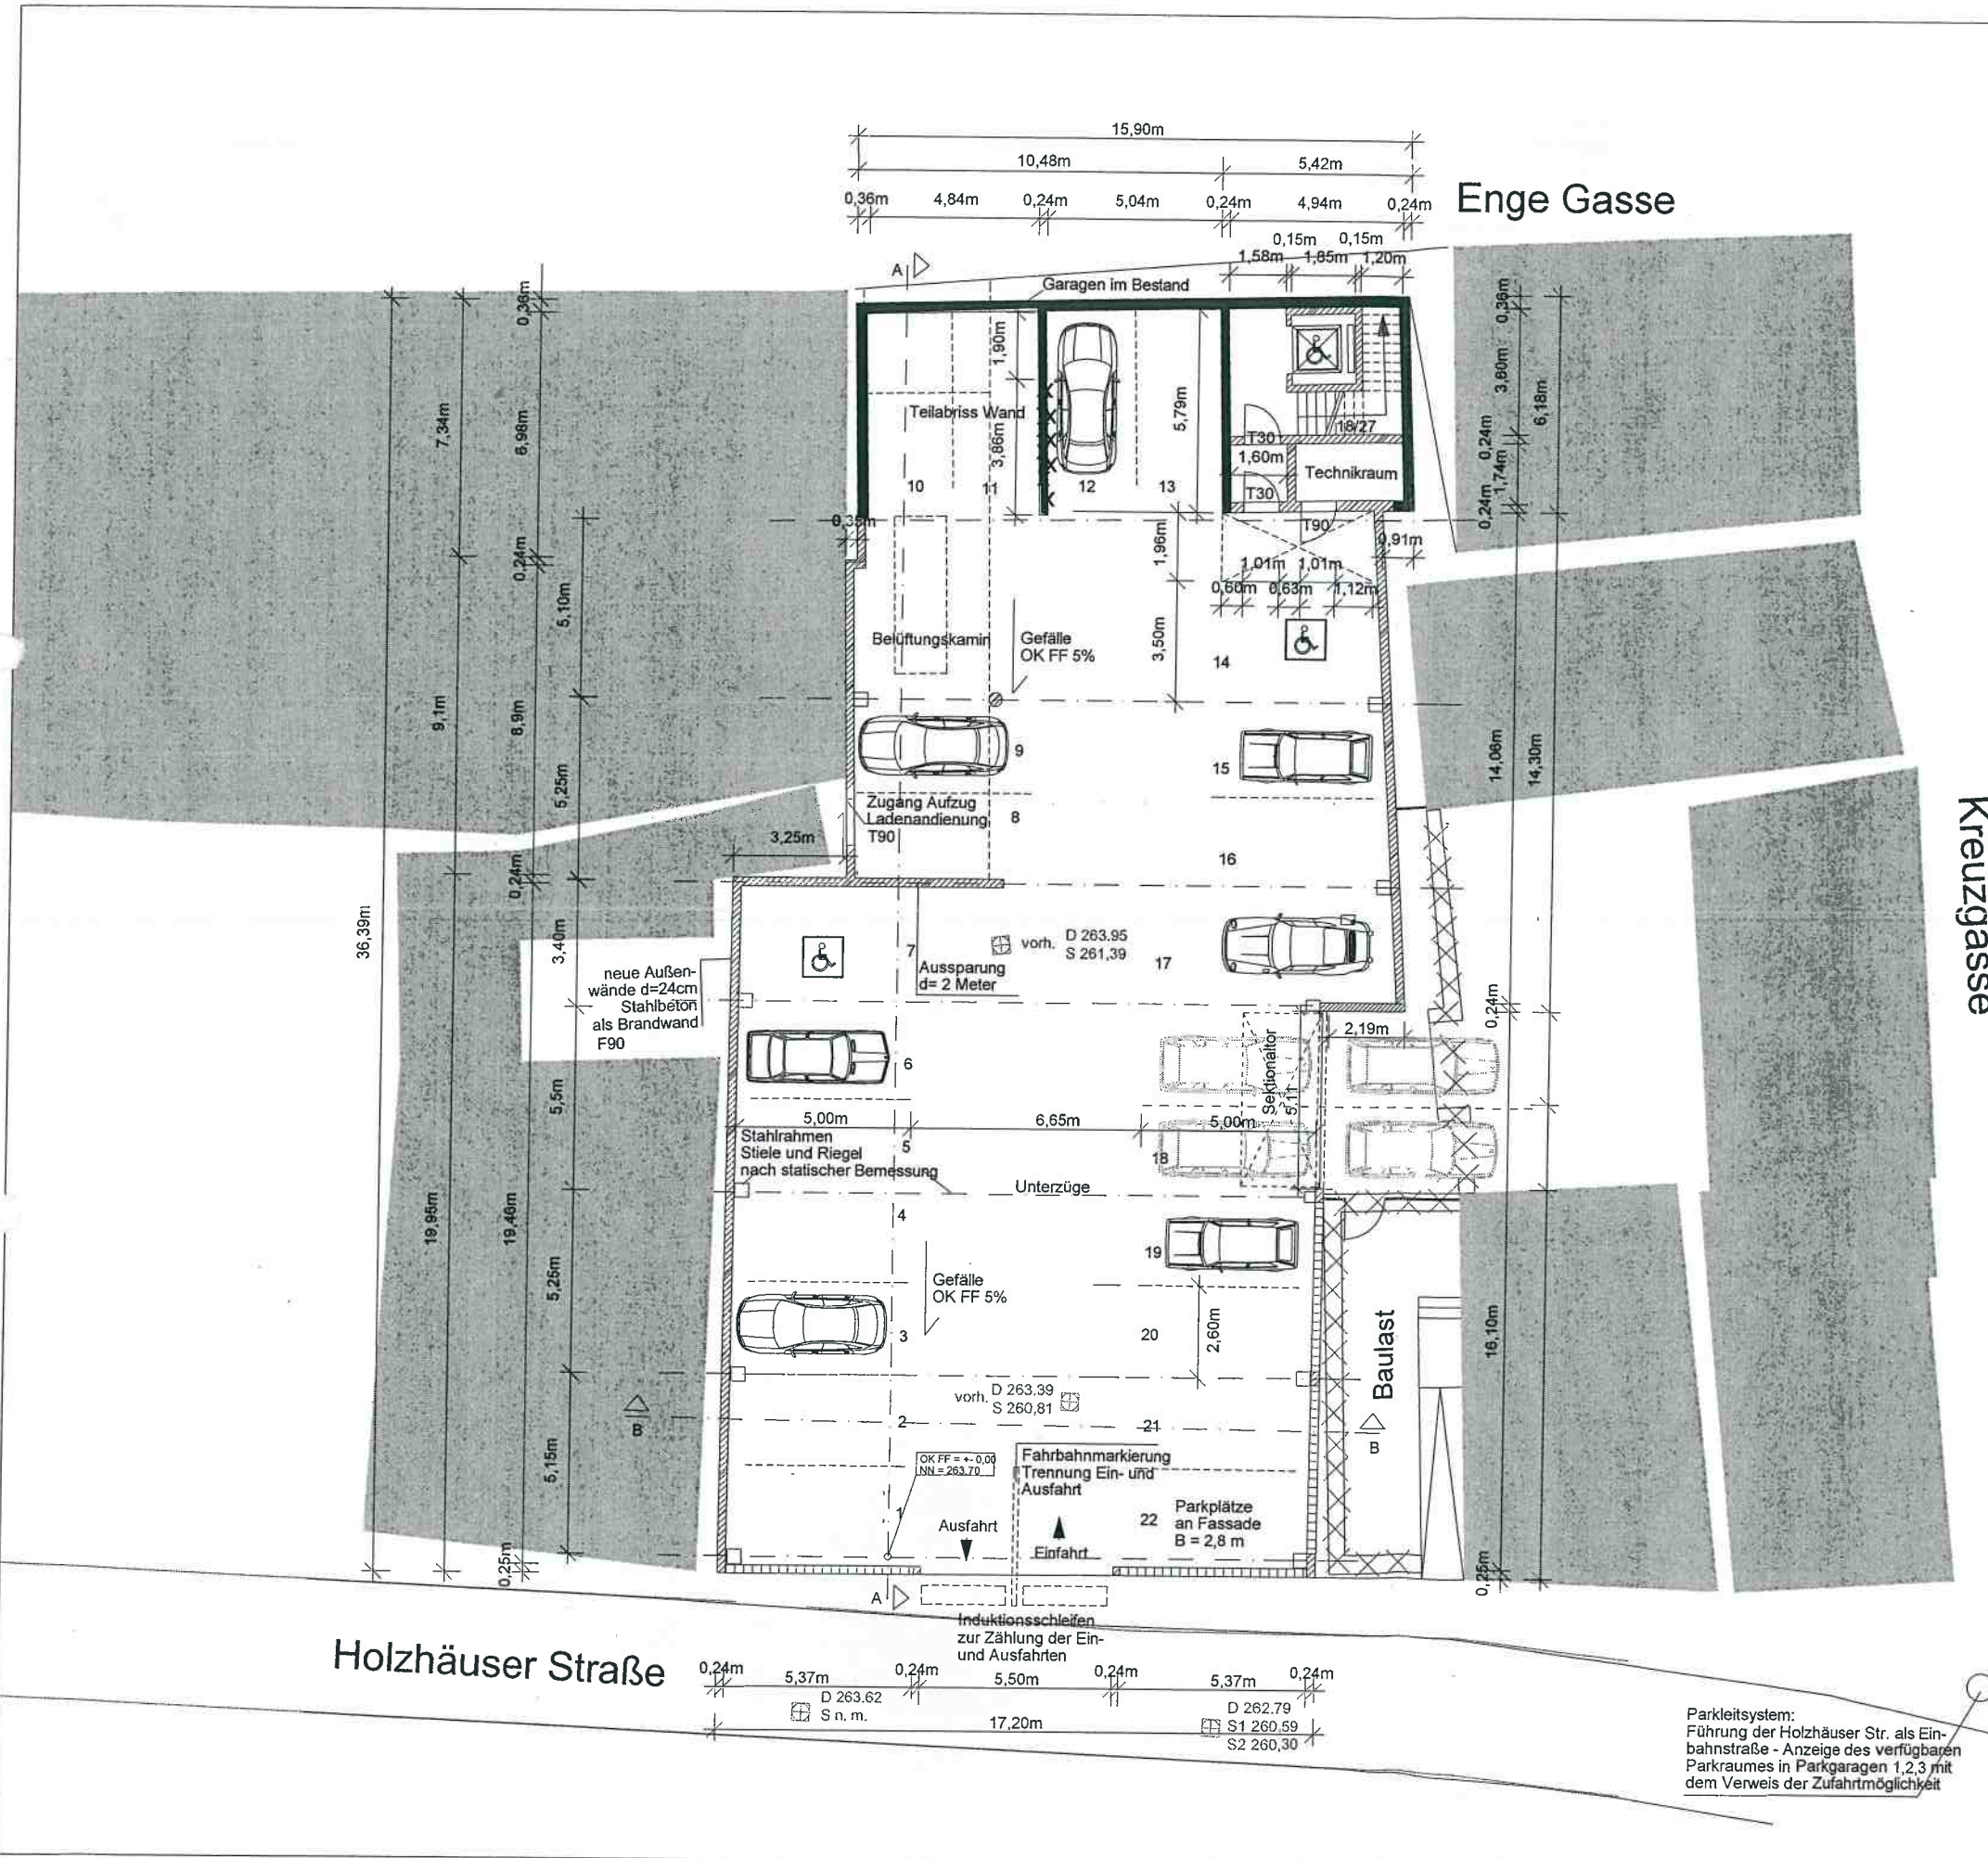 15,90m
10,48m
5,42m
0,36m
4,84m
0,24m
5,04m
0,24m
4,94m
0,24m
Enge Gasse
0,15m
0,15m
1,58m
1,85m
1,20m
A
Garagen im Bestand
0,36m
7,34m
6,98m
0,24m
5,10m
1,90m
Teilabriss Wand
3,86m
5,79m
10
11
12
13
T30
1,60m
T30
18/27
Technikraum
T90
0,36m
3,60m
6,18m
0,24m
1,74m
0,24m
0,35m
1,96m
0,91m
1,01m
1,01m
0,60m
0,63m
1,12m
Belüftungskamin
Gefälle
OK FF 5%
3,50m
14
9,1m
8,9m
5,25m
9
15
14,06m
14,30m
Zugang Aufzug
Ladenandienung
T90
8
3,25m
16
Kreuzgasse
0,24m
36,39m
3,40m
neue Außen-
wände d=24cm
Stahlbeton
als Brandwand
F90
7
Aussparung
d= 2 Meter
vorh.
D 263.95
S 261,39
17
0,24m
2,19m
6
Sektionaltor
5,11
5,5m
5,00m
6,65m
5,00m
Stahlrahmen
Stiele und Riegel
nach statischer Bemessung
5
18
Unterzüge
19,95m
19,46m
4
19
5,25m
Gefälle
OK FF 5%
3
20
2,60m
Baulast
16,10m
vorh.
D 263.39
S 260,81
B
2
21
B
5,15m
OK FF = +- 0,00
NN = 263.70
Fahrbahnmarkierung
Trennung Ein- und
Ausfahrt
1
Ausfahrt
Einfahrt
22
Parkplätze
an Fassade
B = 2,8 m
0,25m
0,25m
A
Induktionsschleifen
zur Zählung der Ein-
und Ausfahrten
Holzhäuser Straße
0,24m
5,37m
0,24m
5,50m
0,24m
5,37m
0,24m
D 263.62
S n. m.
17,20m
D 262.79
S1 260,59
S2 260,30
Parkleitsystem:
Führung der Holzhäuser Str. als Ein-
bahnstraße - Anzeige des verfügbaren
Parkraumes in Parkgaragen 1,2,3 mit
dem Verweis der Zufahrtmöglichkeit